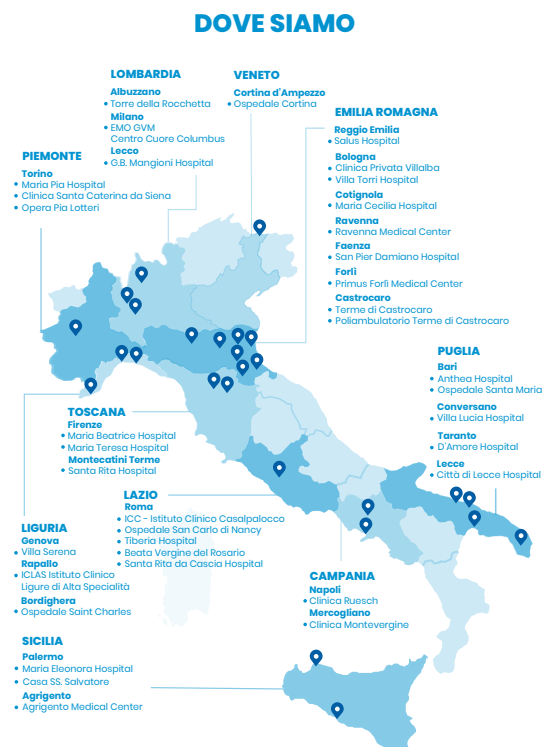 DOVE SIAMO
LOMBARDIA
Albuzzano
• Torre della Rocchetta
Milano
• EMO GVM
Centro Cuore Columbus
Lecco
• G.B. Mangioni Hospital
VENETO
Cortina d'Ampezzo
• Ospedale Cortina
EMILIA ROMAGNA
Reggio Emilia
• Salus Hospital
Bologna
• Clinica Privata Villalba
• Villa Torri Hospital
Cotignola
• Maria Cecilia Hospital
Ravenna
• Ravenna Medical Center
Faenza
• San Pier Damiano Hospital
Forlì
• Primus Forlì Medical Center
Castrocaro
• Terme di Castrocaro
• Poliambulatorio Terme di Castrocaro
PIEMONTE
Torino
• Maria Pia Hospital
• Clinica Santa Caterina da Siena
• Opera Pia Lotteri
PUGLIA
Bari
• Anthea Hospital
• Ospedale Santa Maria
Conversano
• Villa Lucia Hospital
Taranto
• D'Amore Hospital
Lecce
• Città di Lecce Hospital
TOSCANA
Firenze
• Maria Beatrice Hospital
• Maria Teresa Hospital
Montecatini Terme
• Santa Rita Hospital
LAZIO
Roma
• ICC - Istituto Clinico Casalpalocco
• Ospedale San Carlo di Nancy
• Tiberia Hospital
• Beata Vergine del Rosario
• Santa Rita da Cascia Hospital
LIGURIA
Genova
• Villa Serena
Rapallo
• ICLAS Istituto Clinico
Ligure di Alta Specialità
Bordighera
• Ospedale Saint Charles
CAMPANIA
Napoli
• Clinica Ruesch
Mercogliano
• Clinica Montevergine
SICILIA
Palermo
• Maria Eleonora Hospital
• Casa SS. Salvatore
Agrigento
• Agrigento Medical Center